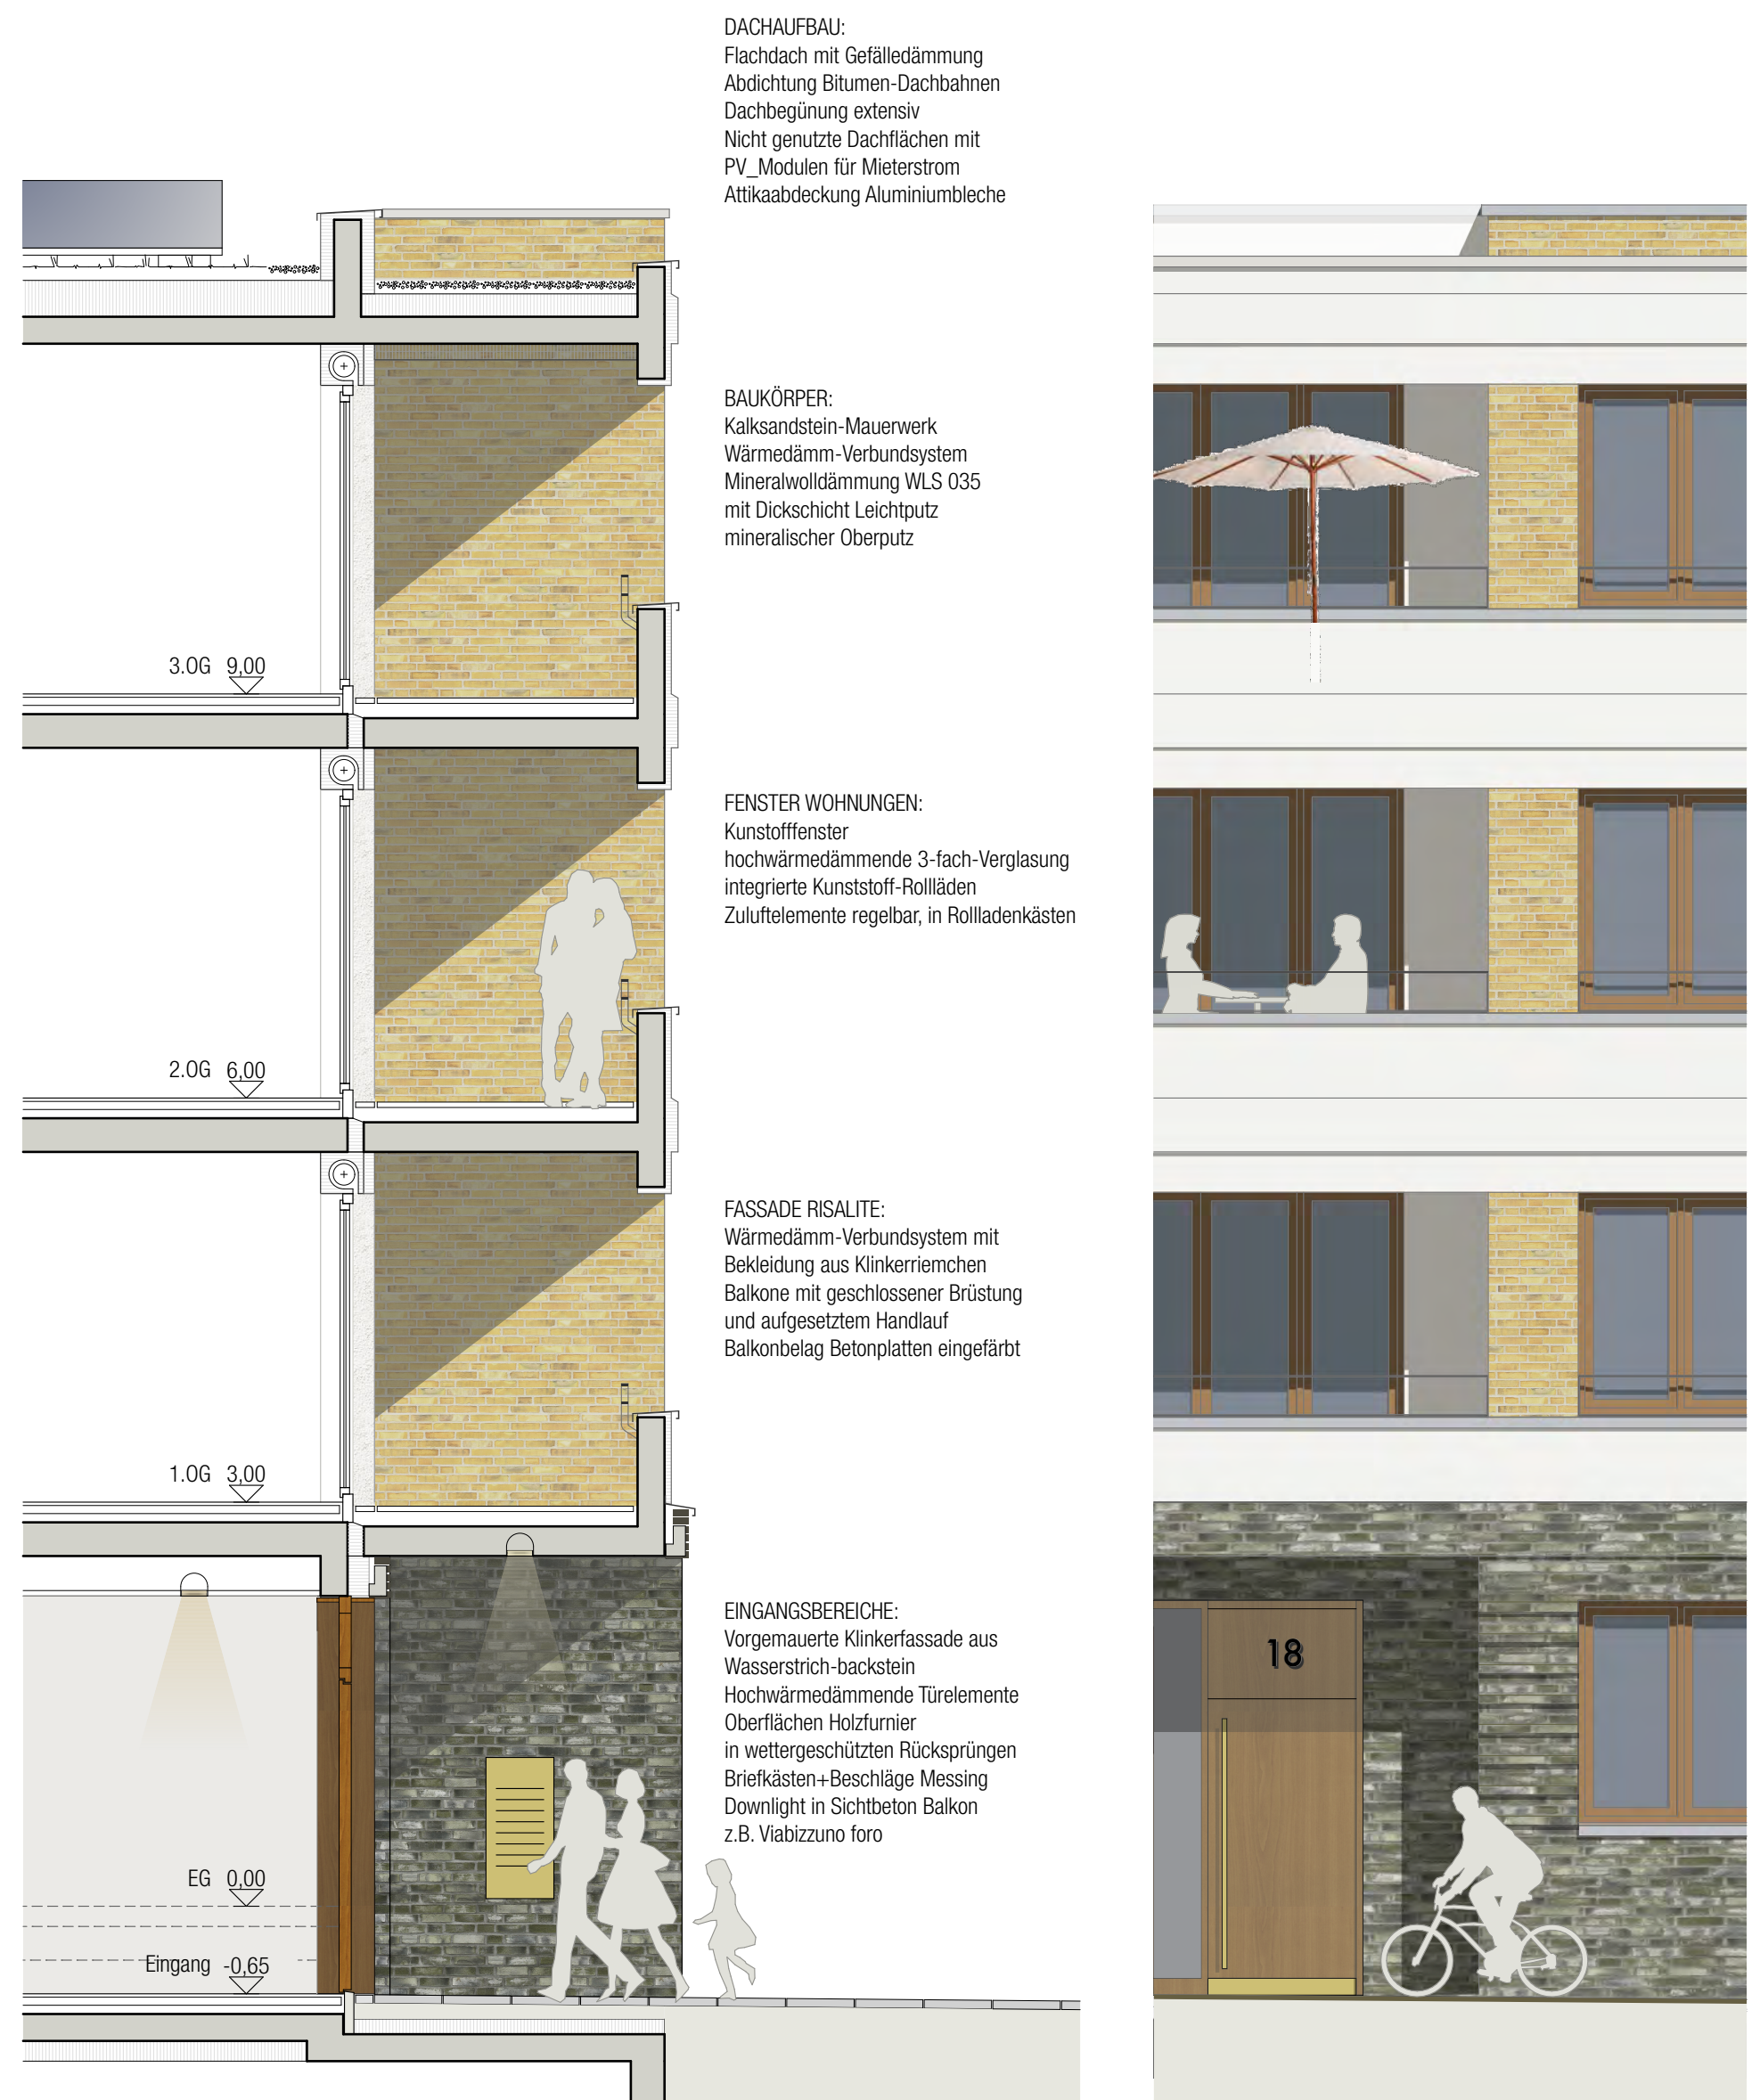 DACHAUFBAU:
Flachdach mit Gefälledämmung
Abdichtung Bitumen-Dachbahnen
Dachbegünung extensiv
Nicht genutzte Dachflächen mit
PV_Modulen für Mieterstrom
Attikaabdeckung Aluminiumbleche
BAUKÖRPER:
Kalksandstein-Mauerwerk
Wärmedämm-Verbundsystem
Mineralwolldämmung WLS 035
mit Dickschicht Leichtputz
mineralischer Oberputz
3.OG 9,00
FENSTER WOHNUNGEN:
Kunstofffenster
hochwärmedämmende 3-fach-Verglasung
integrierte Kunststoff-Rollläden
Zuluftelemente regelbar, in Rollladenkästen
2.OG 6,00
FASSADE RISALITE:
Wärmedämm-Verbundsystem mit
Bekleidung aus Klinkerriemchen
Balkone mit geschlossener Brüstung
und aufgesetztem Handlauf
Balkonbelag Betonplatten eingefärbt
1.OG 3,00
EINGANGSBEREICHE:
Vorgemauerte Klinkerfassade aus
Wasserstrich-backstein
Hochwärmedämmende Türelemente
Oberflächen Holzfurnier
in wettergeschützten Rücksprüngen
Briefkästen+Beschläge Messing
Downlight in Sichtbeton Balkon
z.B. Viabizzuno foro
18
EG 0,00
Eingang -0,65